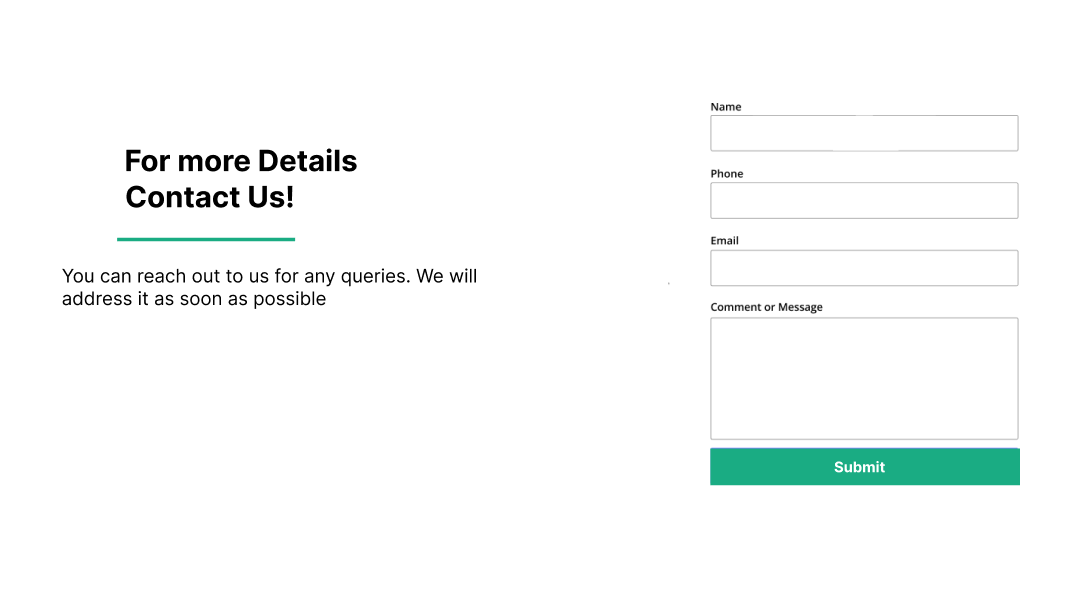 For more Details
Contact Us!
You can reach out to us for any queries. We will
address it as soon as possible
Name
Phone
Email
Comment or Message
Submit